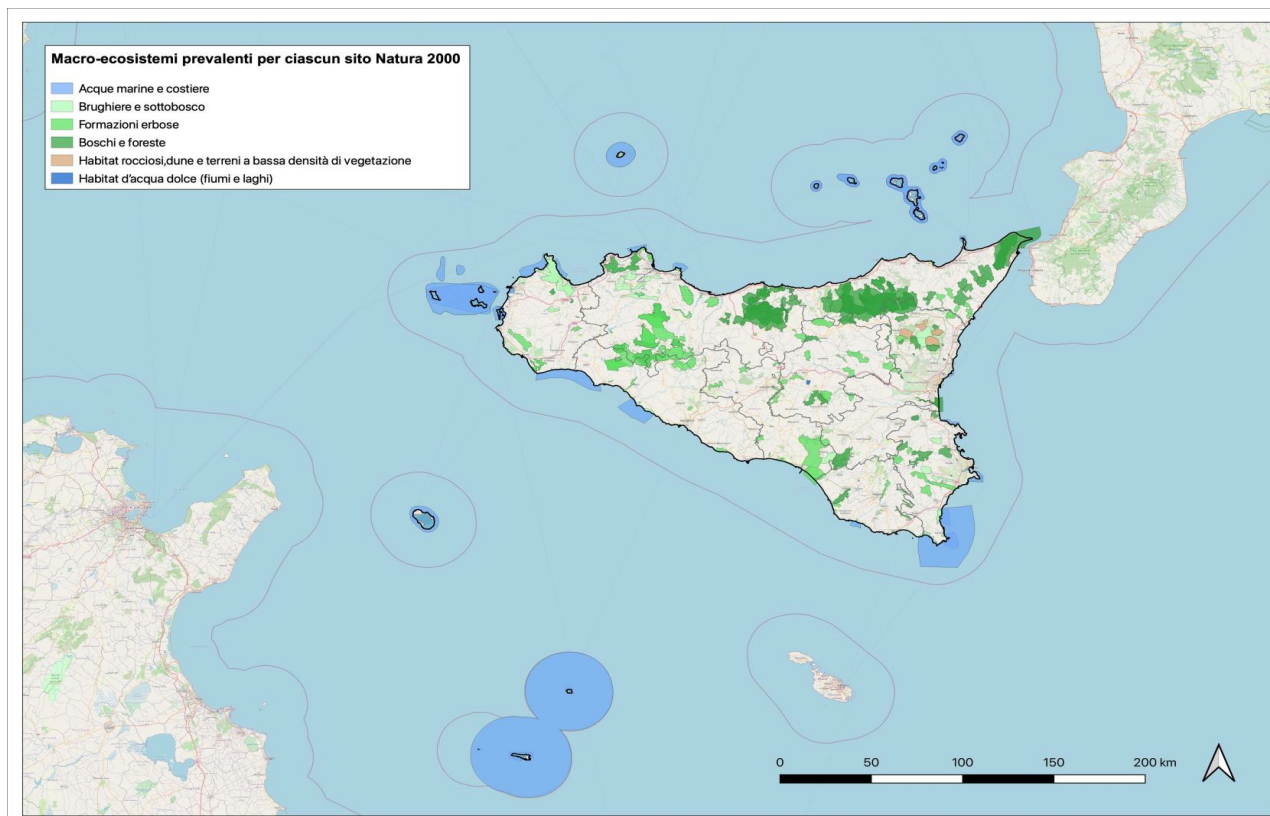 Macro-ecosistemi prevalenti per ciascun sito Natura 2000
Acque marine e costiere
Brughiere e sottobosco
Formazioni erbose
Boschi e foreste
Habitat rocciosi,dune e terreni a bassa densità di vegetazione
Habitat d'acqua dolce (fiumi e laghi)
0 50 100 150 200 km